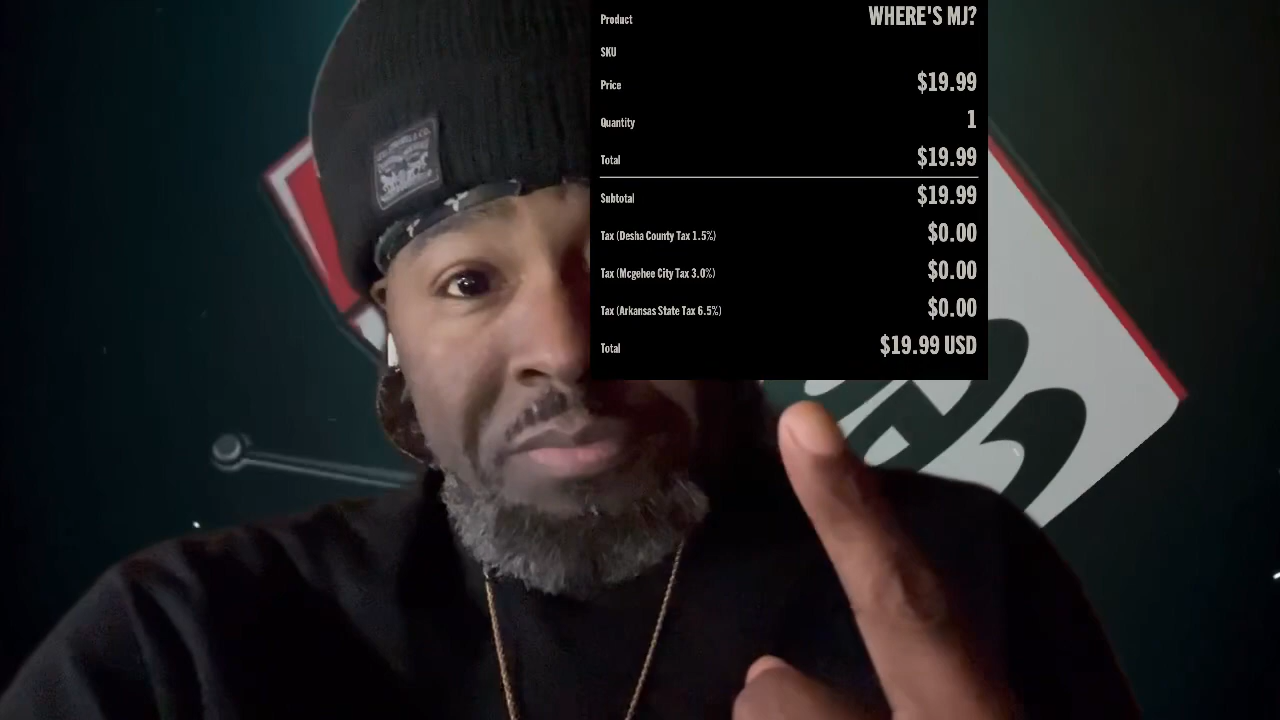 Product WHERE'S MJ?
SKU
Price $19.99
Quantity 1
Total $19.99
Subtotal $19.99
Tax (Desha County Tax 1.5%) $0.00
Tax (Mcgehee City Tax 3.0%) $0.00
Tax (Arkansas State Tax 6.5%) $0.00
Total $19.99 USD